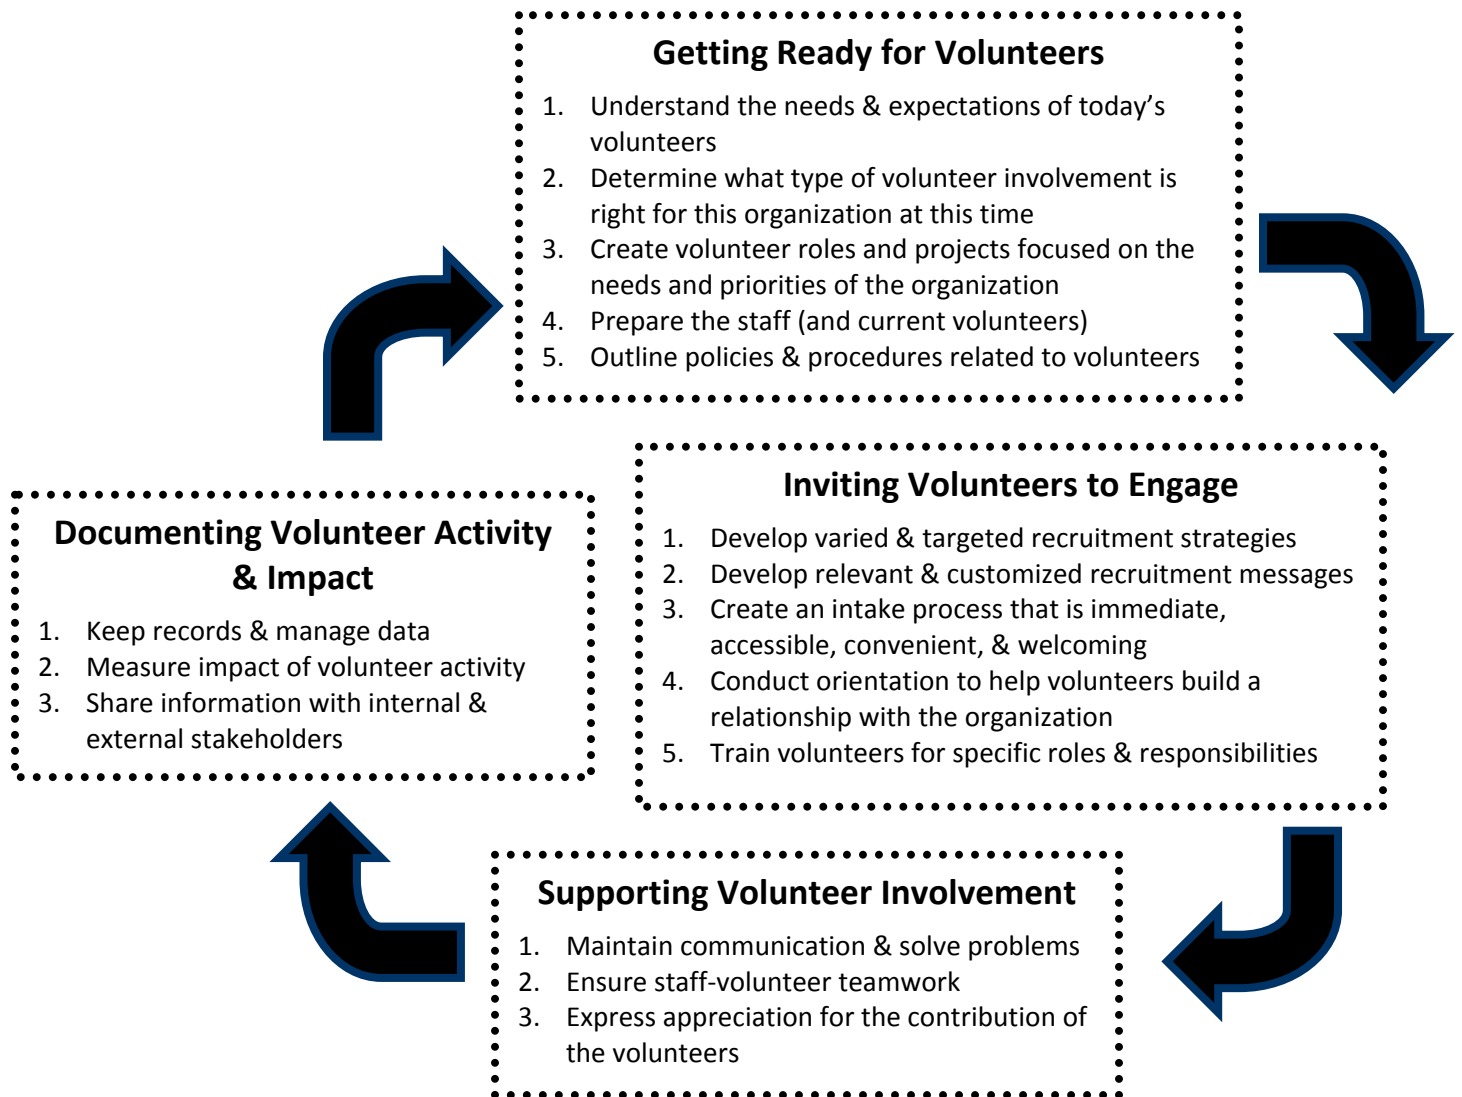 Getting Ready for Volunteers
1. Understand the needs & expectations of today’s
volunteers
2. Determine what type of volunteer involvement is
right for this organization at this time
3. Create volunteer roles and projects focused on the
needs and priorities of the organization
4. Prepare the staff (and current volunteers)
5. Outline policies & procedures related to volunteers
Inviting Volunteers to Engage
1. Develop varied & targeted recruitment strategies
2. Develop relevant & customized recruitment messages
3. Create an intake process that is immediate,
accessible, convenient, & welcoming
4. Conduct orientation to help volunteers build a
relationship with the organization
5. Train volunteers for specific roles & responsibilities
Supporting Volunteer Involvement
1. Maintain communication & solve problems
2. Ensure staff-volunteer teamwork
3. Express appreciation for the contribution of
the volunteers
Documenting Volunteer Activity
& Impact
1. Keep records & manage data
2. Measure impact of volunteer activity
3. Share information with internal &
external stakeholders